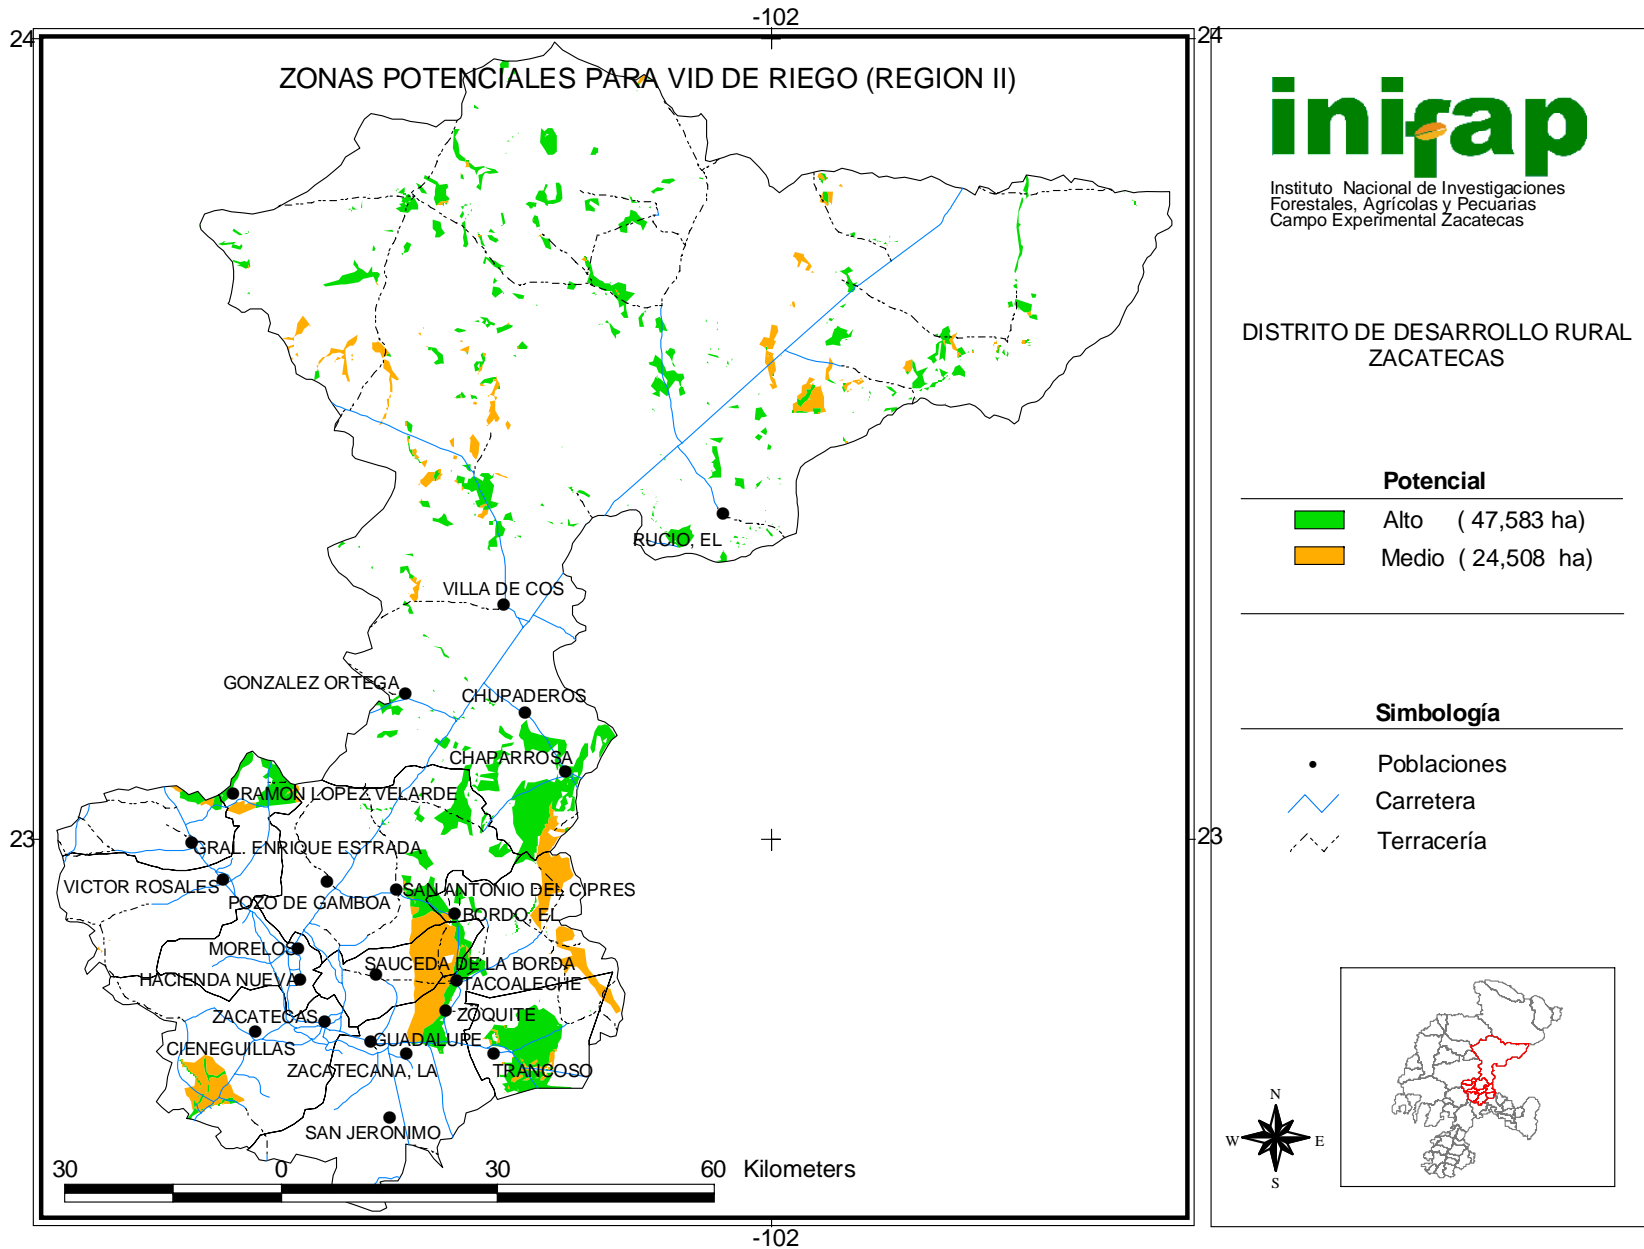 -102
24
24
ZONAS POTENCIALES PARA VID DE RIEGO (REGION II)
inifap
Instituto Nacional de Investigaciones
Forestales, Agrícolas y Pecuarias
Campo Experimental Zacatecas
DISTRITO DE DESARROLLO RURAL
ZACATECAS
Potencial
Alto ( 47,583 ha)
Medio ( 24,508 ha)
RUCIO, EL
VILLA DE COS
GONZALEZ ORTEGA
CHUPADEROS
CHAPARROSA
Simbología
Poblaciones
Carretera
Terracería
RAMON LOPEZ VELARDE
23
23
GRAL. ENRIQUE ESTRADA
VICTOR ROSALES
SAN ANTONIO DEL CIPRES
POZO DE GAMBOA
BORDO, EL
MORELOS
SAUCEDA DE LA BORDA
HACIENDA NUEVA
TACOALECHE
ZACATECAS
ZOQUITE
GUADALUPE
CIENEGUILLAS
ZACATECANA, LA
TRANCOSO
SAN JERONIMO
N
W E
S
30 0 30 60 Kilometers
-102